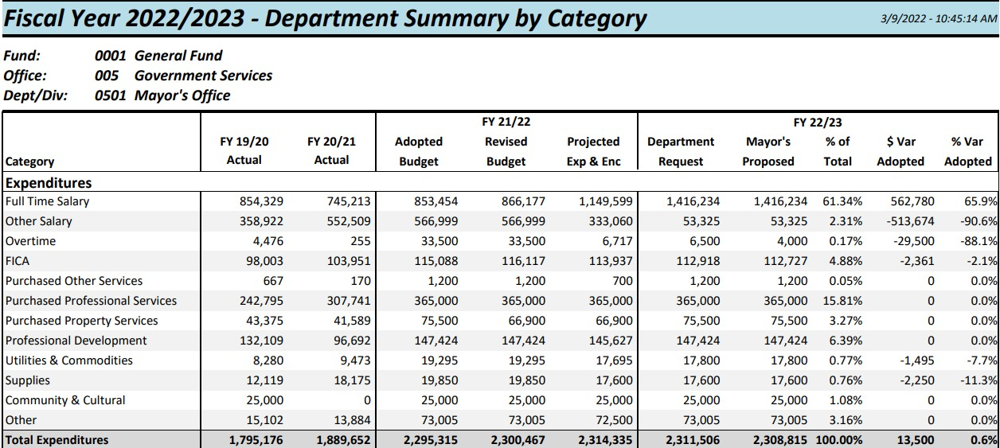 Fiscal Year 2022/2023 - Department Summary by Category 3/9/2022 - 10:45:14 AM
Fund: 0001 General Fund
Office: 005 Government Services
Dept/Div: 0501 Mayor's Office
FY 21/22 FY 22/23
FY 19/20 FY 20/21 Adopted Revised Projected Department Mayor's % of $ Var % Var
Category Actual Actual Budget Budget Exp & Enc Request Proposed Total Adopted Adopted
Expenditures
Full Time Salary 854,329 745,213 853,454 866,177 1,149,599 1,416,234 1,416,234 61.34% 562,780 65.9%
Other Salary 358,922 552,509 566,999 566,999 333,060 53,325 53,325 2.31% -513,674 -90.6%
Overtime 4,476 255 33,500 33,500 6,717 6,500 4,000 0.17% -29,500 -88.1%
FICA 98,003 103,951 115,088 116,117 113,937 112,918 112,727 4.88% -2,361 -2.1%
Purchased Other Services 667 170 1,200 1,200 700 1,200 1,200 0.05% 0 0.0%
Purchased Professional Services 242,795 307,741 365,000 365,000 365,000 365,000 365,000 15.81% 0 0.0%
Purchased Property Services 43,375 41,589 75,500 66,900 66,900 75,500 75,500 3.27% 0 0.0%
Professional Development 132,109 96,692 147,424 147,424 145,627 147,424 147,424 6.39% 0 0.0%
Utilities & Commodities 8,280 9,473 19,295 19,295 17,695 17,800 17,800 0.77% -1,495 -7.7%
Supplies 12,119 18,175 19,850 19,850 17,600 17,600 17,600 0.76% -2,250 -11.3%
Community & Cultural 25,000 0 25,000 25,000 25,000 25,000 25,000 1.08% 0 0.0%
Other 15,102 13,884 73,005 73,005 72,500 73,005 73,005 3.16% 0 0.0%
Total Expenditures 1,795,176 1,889,652 2,295,315 2,300,467 2,314,335 2,311,506 2,308,815 100.00% 13,500 0.6%